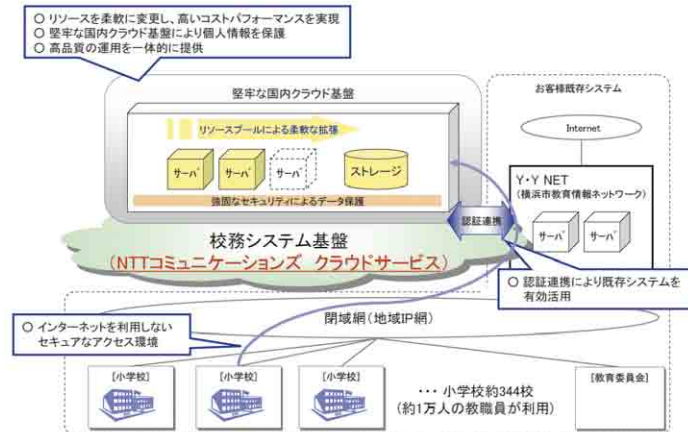 ○ リソースを柔軟に変更し、高いコストパフォーマンスを実現
○ 堅牢な国内クラウド基盤により個人情報を保護
○ 高品質の運用を一体的に提供
堅牢な国内クラウド基盤
リソースプールによる柔軟な拡張
サーバ
サーバ
サーバ
ストレージ
強固なセキュリティによるデータ保護
校務システム基盤
(NTTコミュニケーションズ クラウドサービス)
お客様既存システム
Internet
Y・Y NET
(横浜市教育情報ネットワーク)
サーバ
サーバ
認証連携
○ 認証連携により既存システムを
有効活用
○ インターネットを利用しない
セキュアなアクセス環境
閉域網(地域IP網)
[小学校]
[小学校]
[小学校]
・・・ 小学校約344校
(約1万人の教職員が利用)
[教育委員会]